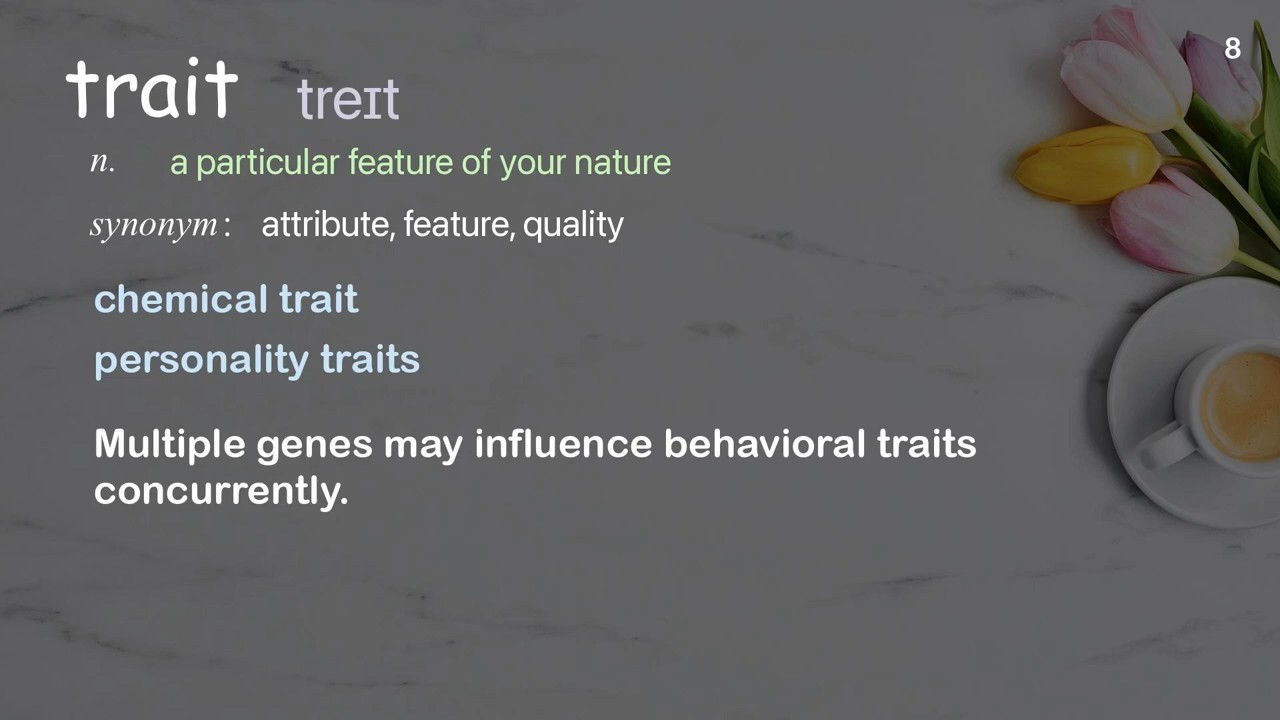 8
trait treɪt
n. a particular feature of your nature
synonym: attribute, feature, quality
chemical trait
personality traits
Multiple genes may influence behavioral traits
concurrently.